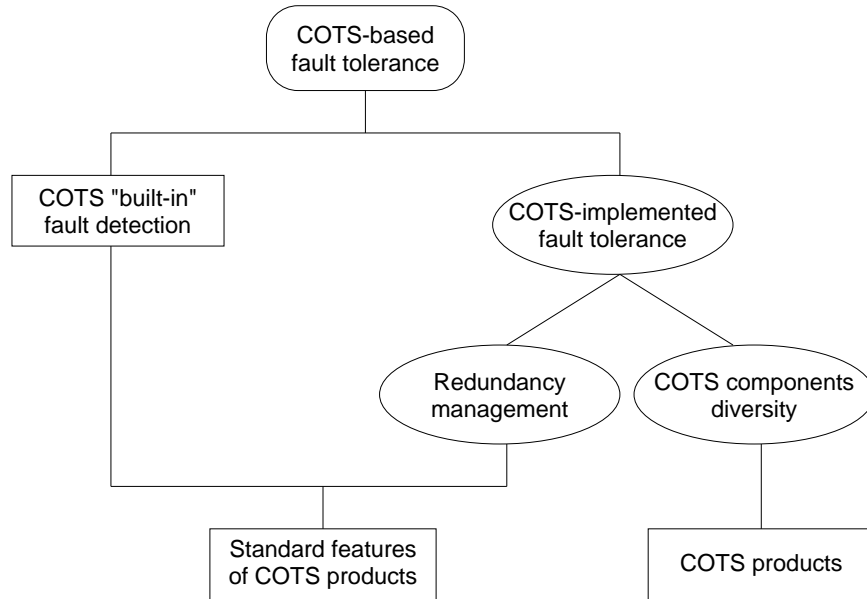 COTS-based
fault tolerance
COTS "built-in"
fault detection
COTS-implemented
fault tolerance
Redundancy
management
COTS components
diversity
Standard features
of COTS products
COTS products